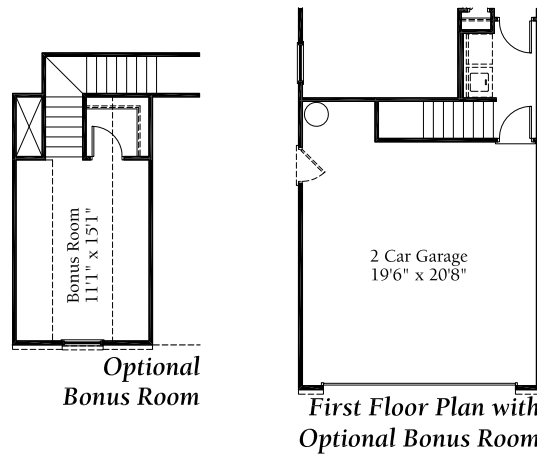 Bonus Room
11'1" x 15'1"
Optional
Bonus Room
2 Car Garage
19'6" x 20'8"
First Floor Plan with
Optional Bonus Room